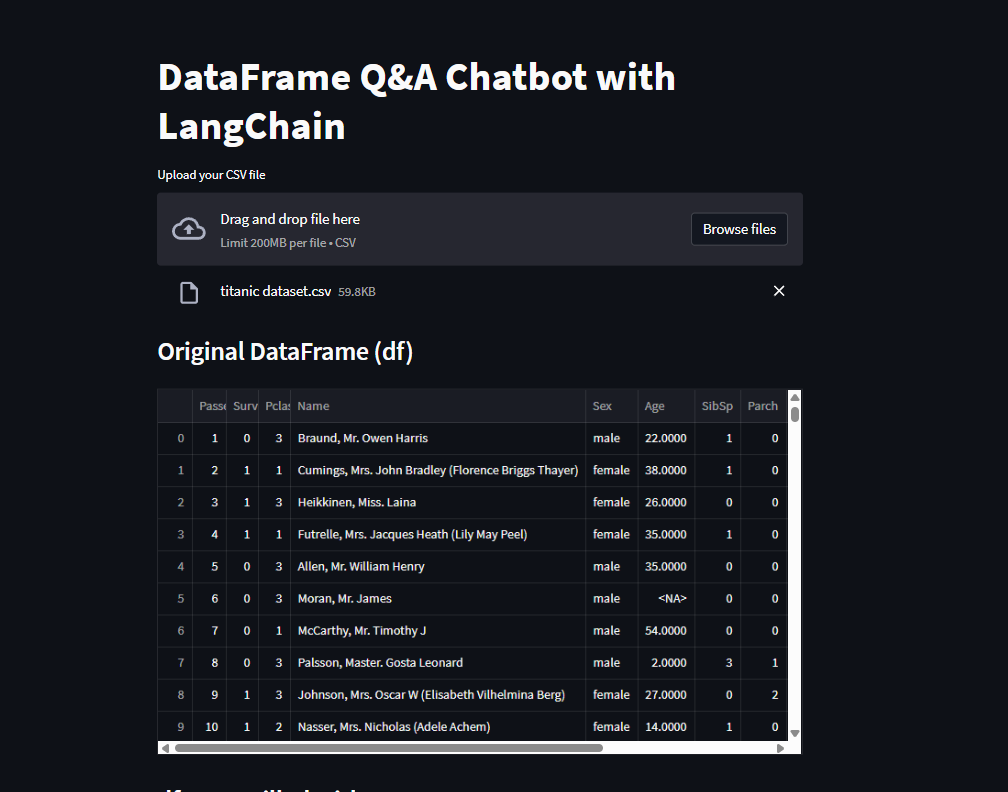 DataFrame Q&A Chatbot with
LangChain
Upload your CSV file
Drag and drop file here
Limit 200MB per file • CSV
Browse files
titanic dataset.csv 59.8KB
Original DataFrame (df)
Name Sex Age SibSp Parch
0 1 0 3 Braund, Mr. Owen Harris male 22.0000 1 0
1 2 1 1 Cumings, Mrs. John Bradley (Florence Briggs Thayer) female 38.0000 1 0
2 3 1 3 Heikkinen, Miss. Laina female 26.0000 0 0
3 4 1 1 Futrelle, Mrs. Jacques Heath (Lily May Peel) female 35.0000 1 0
4 5 0 3 Allen, Mr. William Henry male 35.0000 0 0
5 6 0 3 Moran, Mr. James male <NA> 0 0
6 7 0 1 McCarthy, Mr. Timothy J male 54.0000 0 0
7 8 0 3 Palsson, Master. Gosta Leonard male 2.0000 3 1
8 9 1 3 Johnson, Mrs. Oscar W (Elisabeth Vilhelmina Berg) female 27.0000 0 2
9 10 1 2 Nasser, Mrs. Nicholas (Adele Achem) female 14.0000 1 0